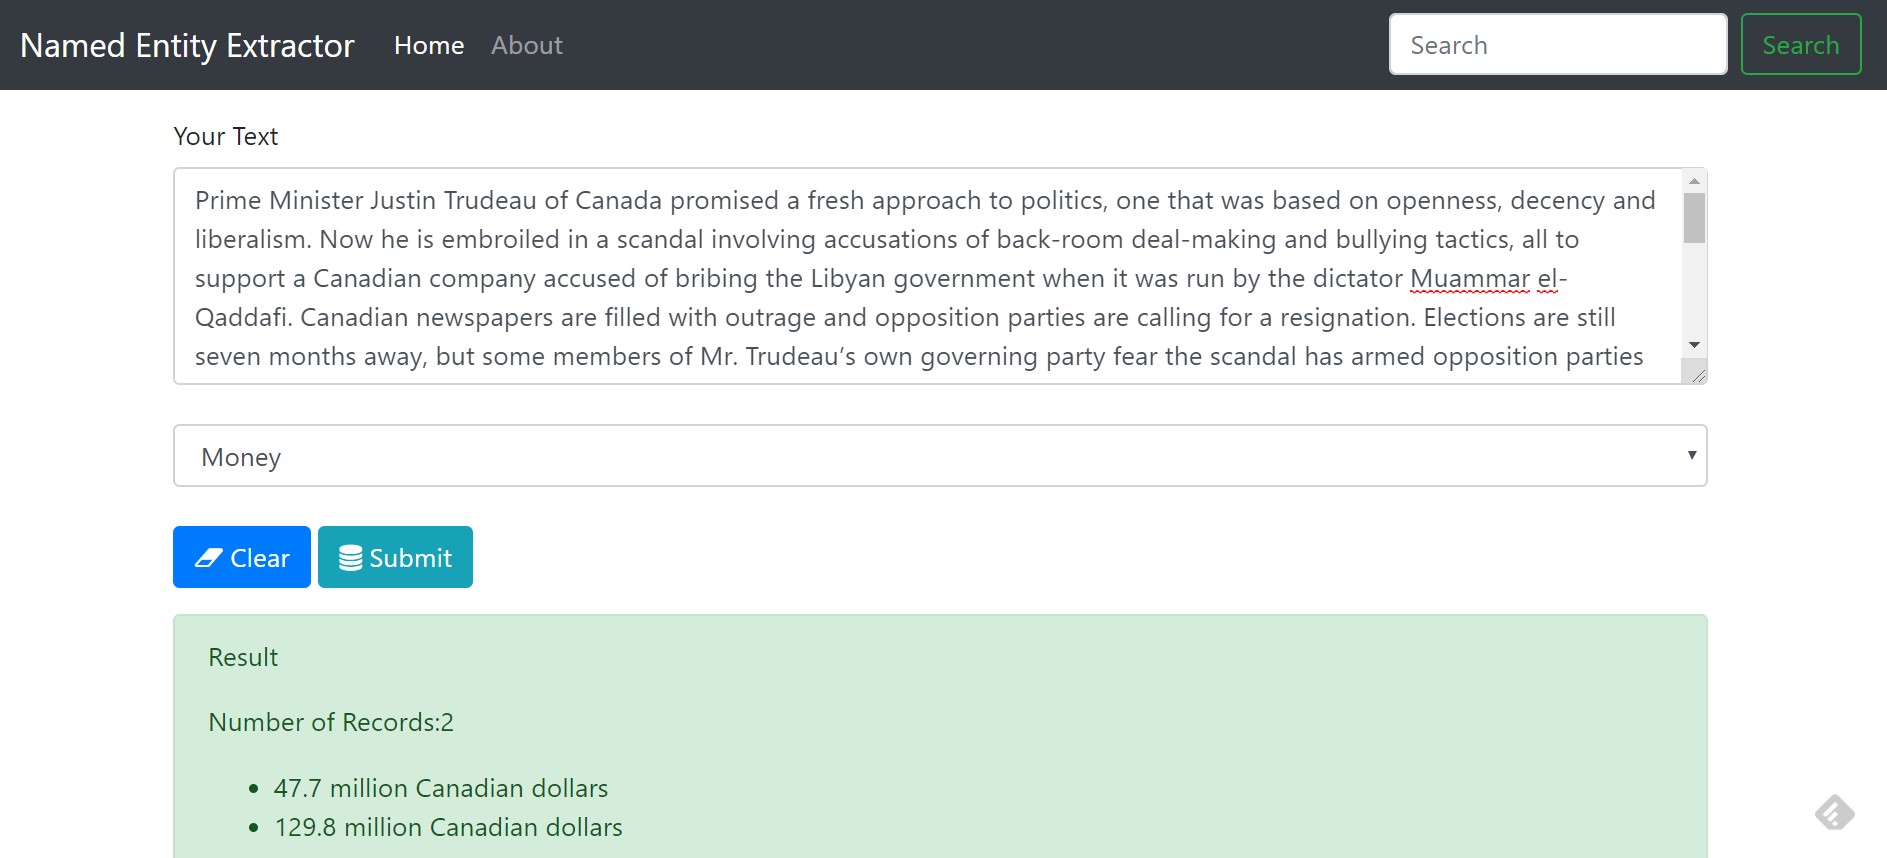 Named Entity Extractor Home About Search Search
Your Text
Prime Minister Justin Trudeau of Canada promised a fresh approach to politics, one that was based on openness, decency and
liberalism. Now he is embroiled in a scandal involving accusations of back-room deal-making and bullying tactics, all to
support a Canadian company accused of bribing the Libyan government when it was run by the dictator Muammar el-
Qaddafi. Canadian newspapers are filled with outrage and opposition parties are calling for a resignation. Elections are still
seven months away, but some members of Mr. Trudeau’s own governing party fear the scandal has armed opposition parties
Money
Clear Submit
Result
Number of Records:2
47.7 million Canadian dollars
129.8 million Canadian dollars